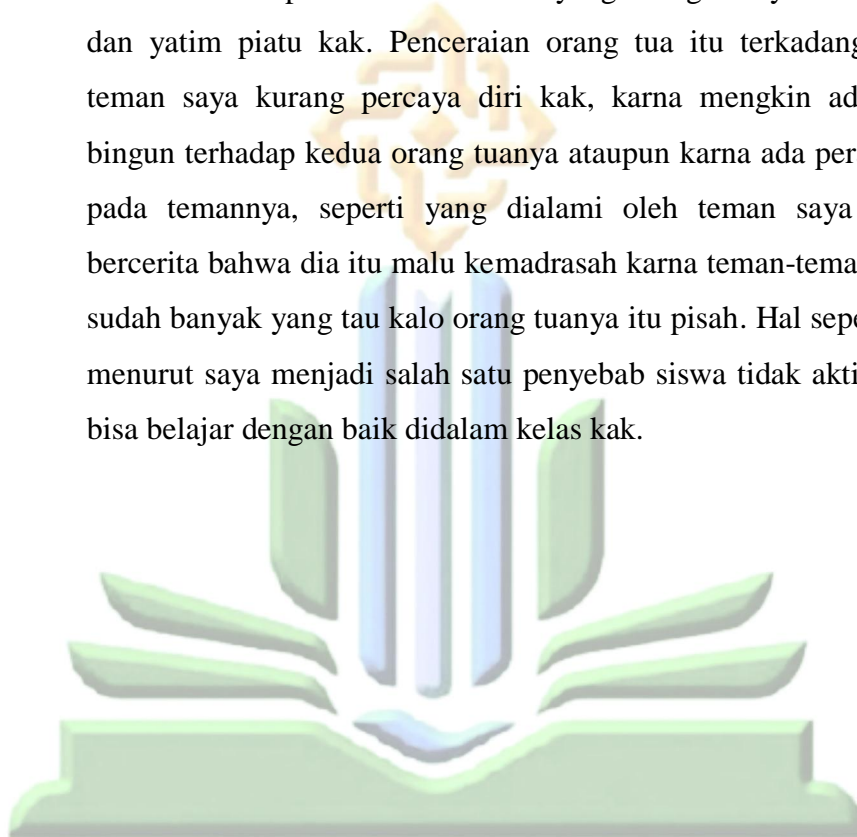 dan yatim piatu kak. Penceraian orang tua itu terkadang
teman saya kurang percaya diri kak, karna mengkin ad
bingun terhadap kedua orang tuanya ataupun karna ada per
pada temannya, seperti yang dialami oleh teman saya
bercerita bahwa dia itu malu kemadrasah karna teman-tema
sudah banyak yang tau kalo orang tuanya itu pisah. Hal sepe
menurut saya menjadi salah satu penyebab siswa tidak akti
bisa belajar dengan baik didalam kelas kak.